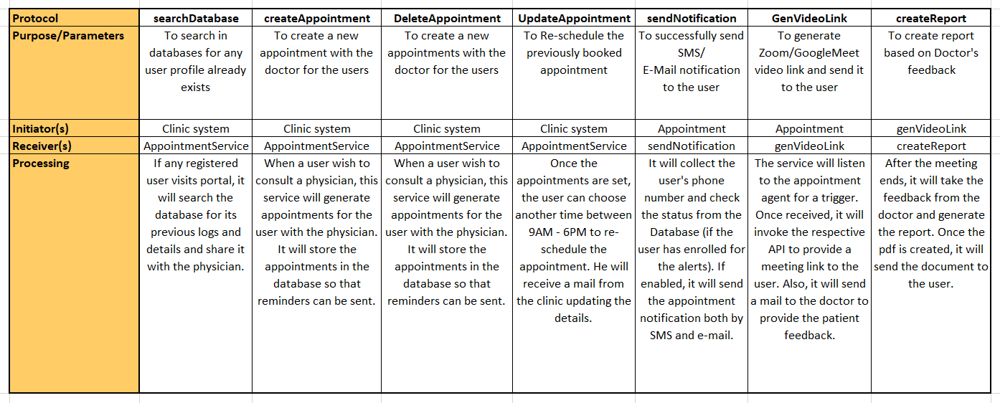 Protocol searchDatabase createAppointment DeleteAppointment UpdateAppointment sendNotification GenVideoLink createReport
Purpose/Parameters
To search in
databases for any
user profile already
exists
To create a new
appointment with the
doctor for the users
To create a new
appointments with the
doctor for the users
To Re-schedule the
previously booked
appointment
To successfully send
SMS/
E-Mail notification
to the user
To generate
Zoom/GoogleMeet
video link and send it
to the user
To create report
based on Doctor's
feedback
Initiator(s) Clinic system Clinic system Clinic system Clinic system Appointment Appointment genVideoLink
Receiver(s) AppointmentService AppointmentService AppointmentService AppointmentService sendNotification genVideoLink createReport
Processing
If any registered
user visits portal, it
will search the
database for its
previous logs and
details and share it
with the physician.
When a user wish to
consult a physician, this
service will generate
appointments for the
user with the physician.
It will store the
appointments in the
database so that
reminders can be sent.
When a user wish to
consult a physician, this
service will generate
appointments for the
user with the physician.
It will store the
appointments in the
database so that
reminders can be sent.
Once the
appointments are set,
the user can choose
another time between
9AM - 6PM to re-
schedule the
appointment. He will
receive a mail from
the clinic updating the
details.
It will collect the
user's phone
number and check
the status from the
Database (if the
user has enrolled for
the alerts). If
enabled, it will send
the appointment
notification both by
SMS and e-mail.
The service will listen
to the appointment
agent for a trigger.
Once received, it will
invoke the respective
API to provide a
meeting link to the
user. Also, it will send
a mail to the doctor to
provide the patient
feedback.
After the meeting
ends, it will take the
feedback from the
doctor and generate
the report. Once the
pdf is created, it will
send the document to
the user.